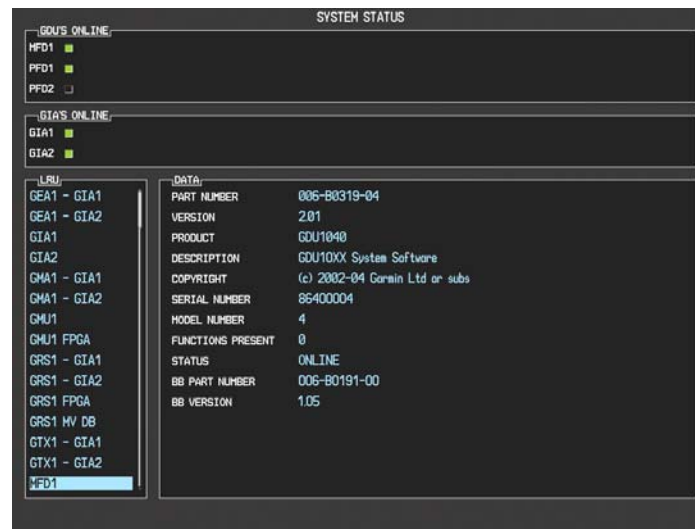 SYSTEM STATUS
GDU'S ONLINE
MFD1
PFD1
PFD2
GIA'S ONLINE
GIA1
GIA2
LRU
GEA1 - GIA1
GEA1 - GIA2
GIA1
GIA2
GMA1 - GIA1
GMA1 - GIA2
GMU1
GMU1 FPGA
GRS1 - GIA1
GRS1 - GIA2
GRS1 FPGA
GRS1 MV DB
GTX1 - GIA1
GTX1 - GIA2
MFD1
DATA
PART NUMBER 006-B0319-04
VERSION 2.01
PRODUCT GDU1040
DESCRIPTION GDU10XX System Software
COPYRIGHT (c) 2002-04 Garmin Ltd or subs
SERIAL NUMBER 86400004
MODEL NUMBER 4
FUNCTIONS PRESENT 0
STATUS ONLINE
BB PART NUMBER 006-B0191-00
BB VERSION 1.05